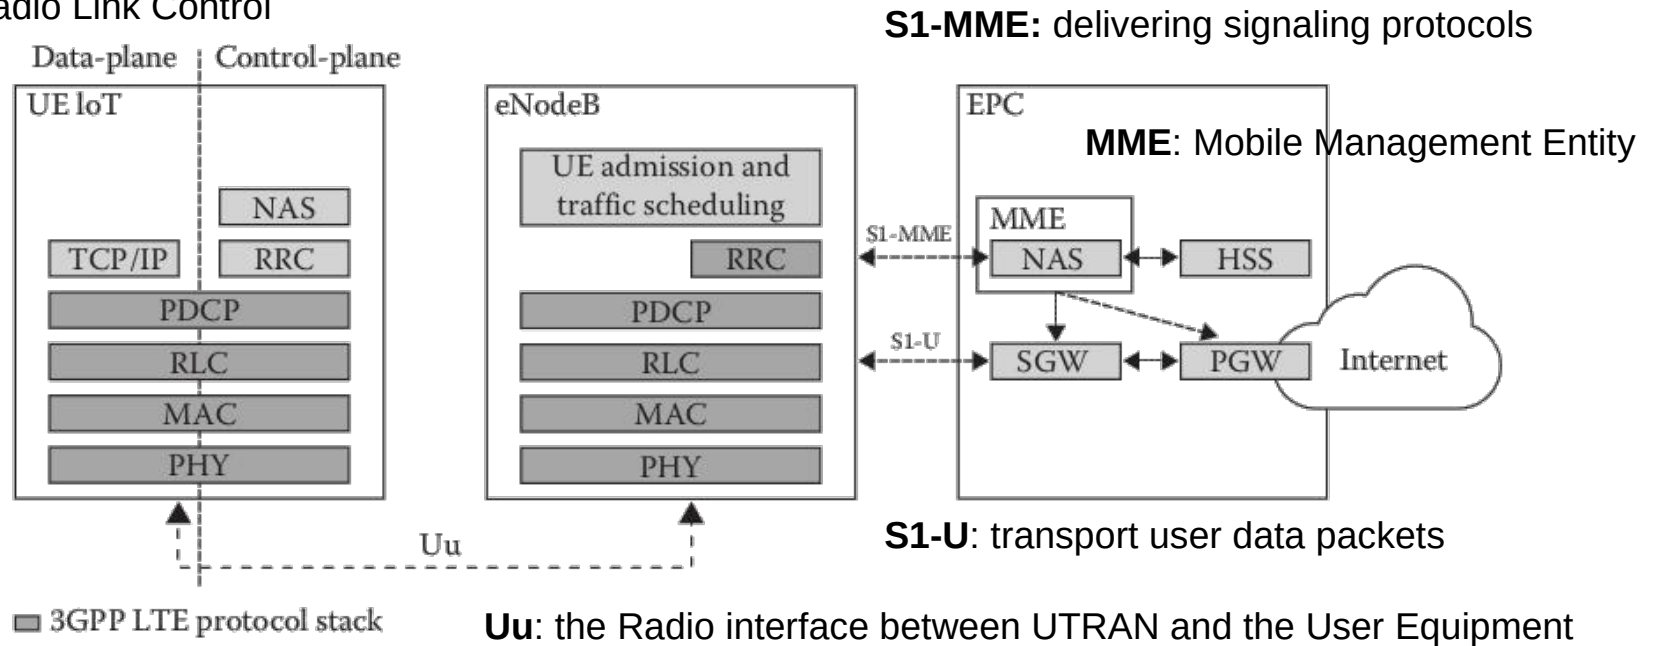 adio Link Control
S1-MME: delivering signaling protocols
Data-plane Control-plane
UE IoT
NAS
TCP/IP RRC
PDCP
RLC
MAC
PHY
eNodeB
UE admission and
traffic scheduling
RRC
PDCP
RLC
MAC
PHY
S1-MME
S1-U
EPC
MME: Mobile Management Entity
MME
NAS HSS
SGW PGW Internet
Uu
S1-U: transport user data packets
3GPP LTE protocol stack
Uu: the Radio interface between UTRAN and the User Equipment